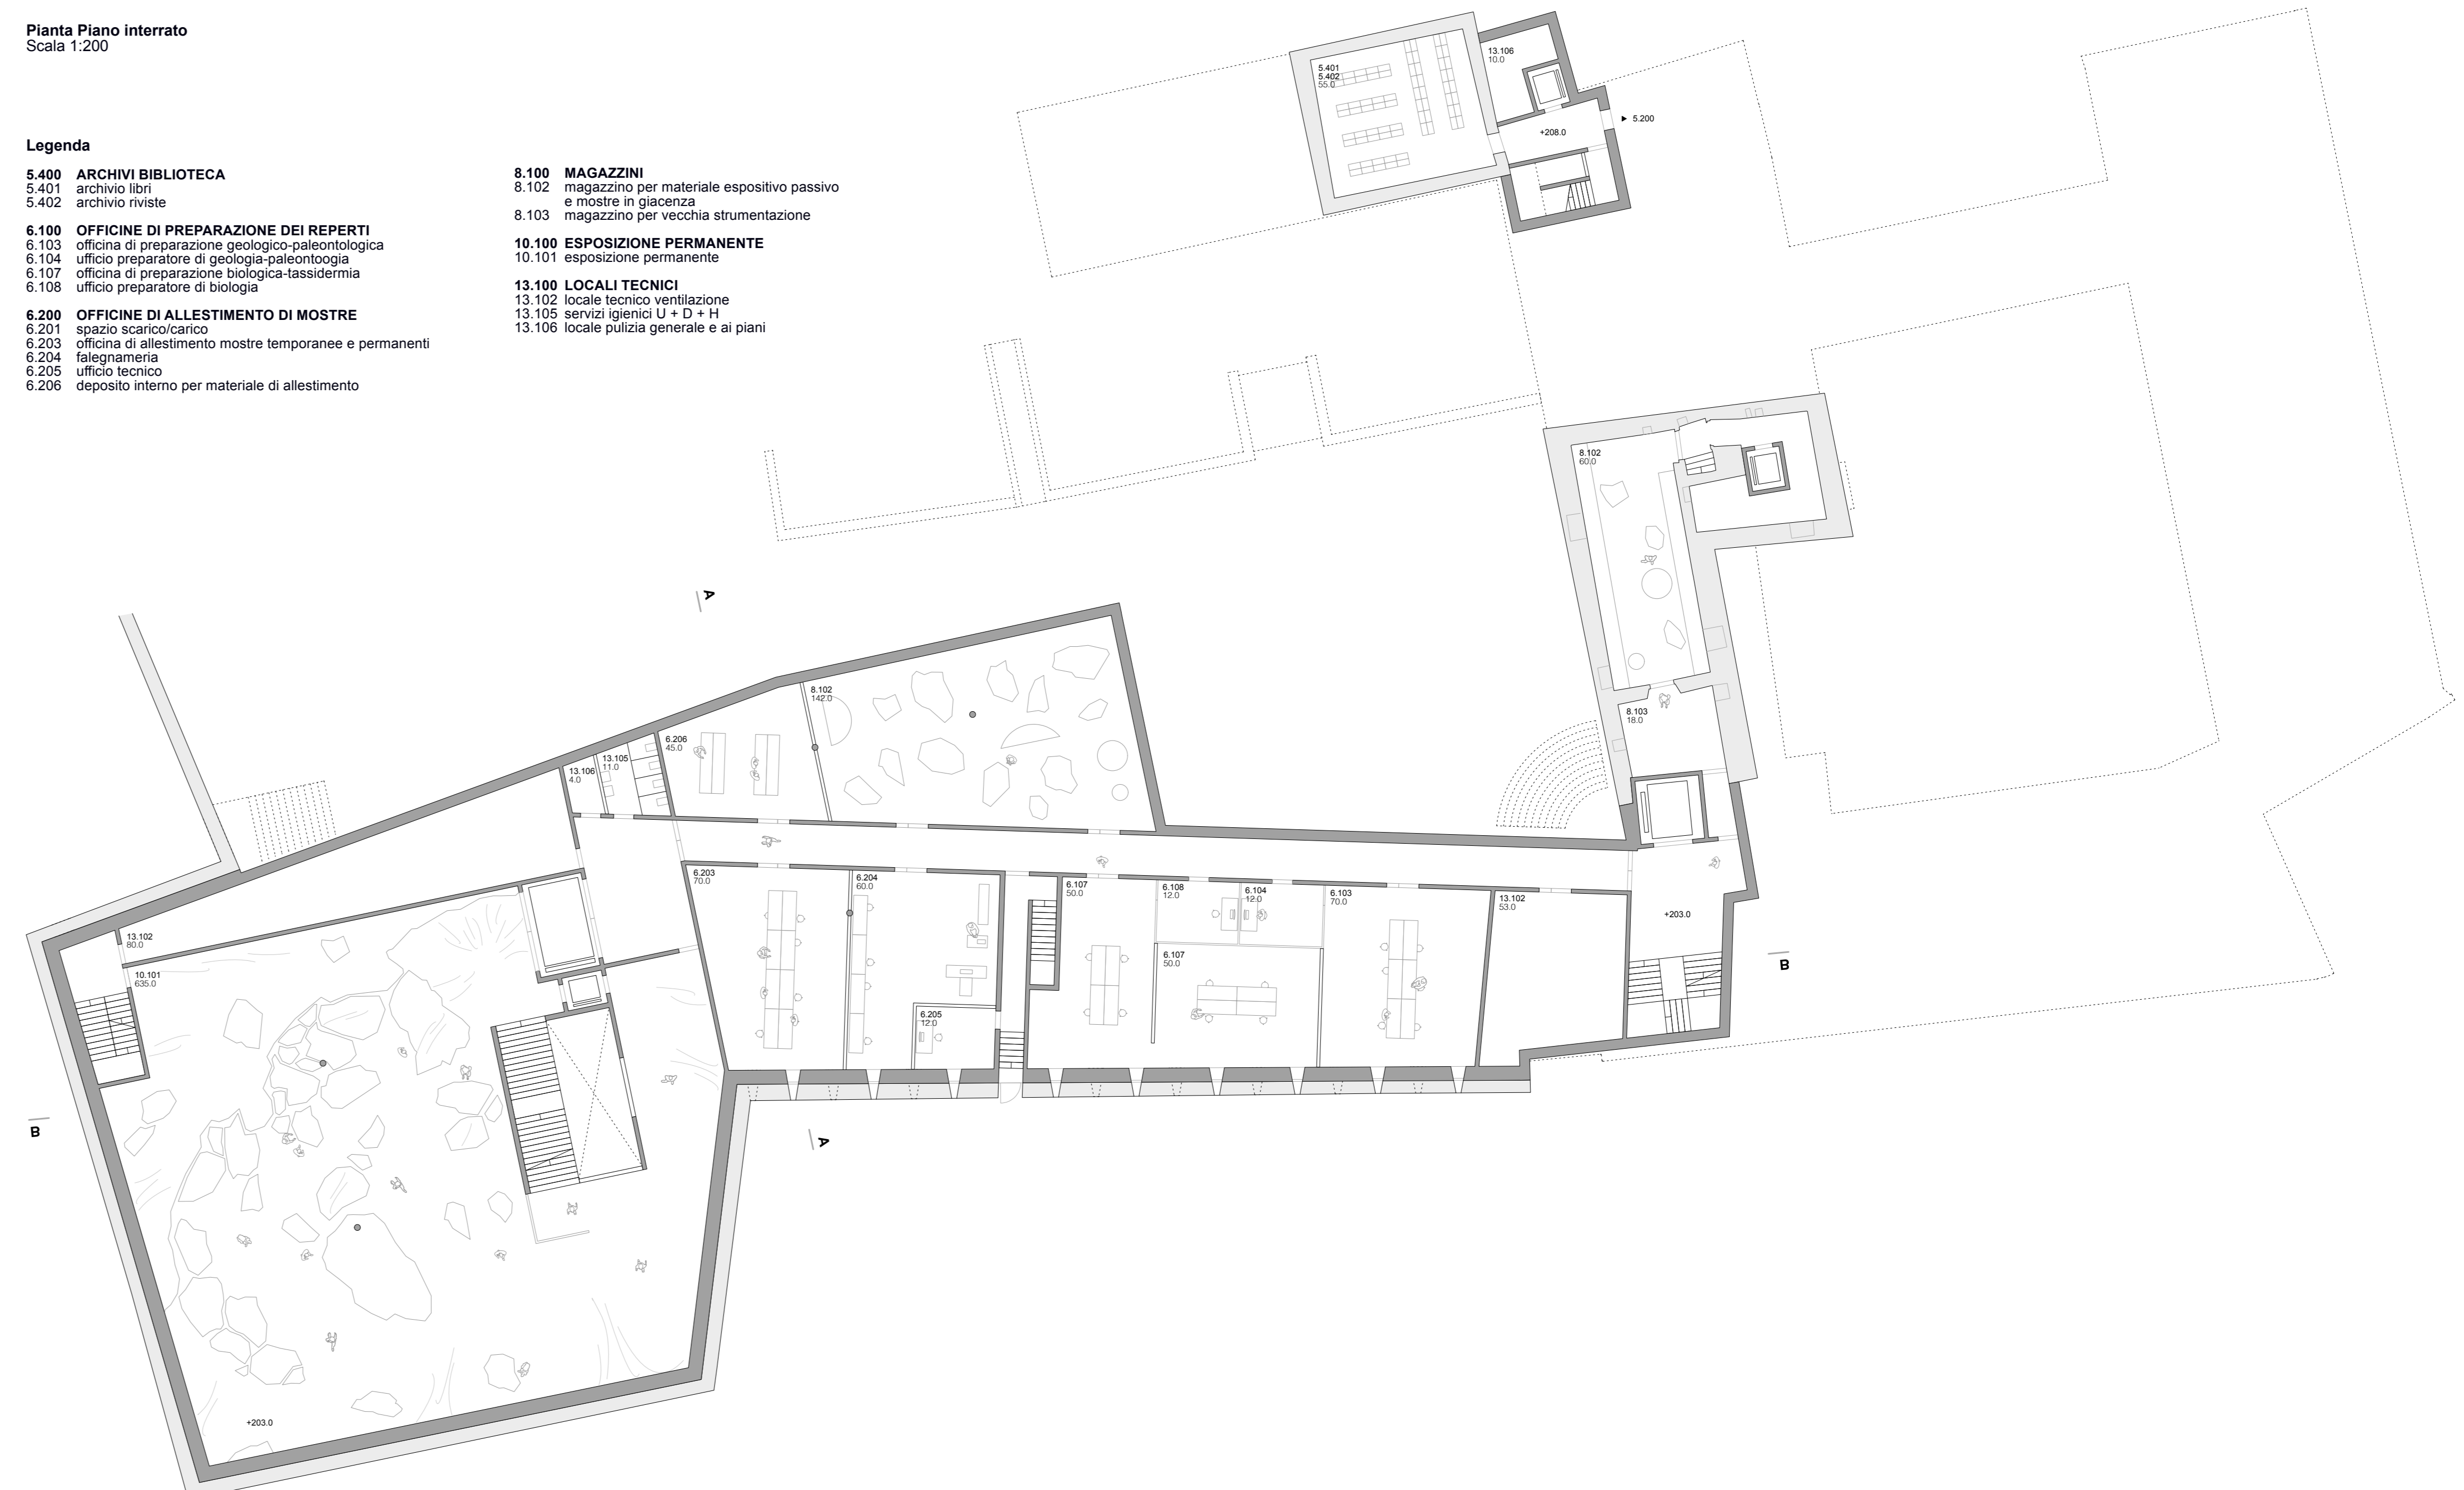 Pianta Piano interrato
Scala 1:200
Legenda
5.400 ARCHIVI BIBLIOTECA
5.401 archivio libri
5.402 archivio riviste
6.100 OFFICINE DI PREPARAZIONE DEI REPERTI
6.103 officina di preparazione geologico-paleontologica
6.104 ufficio preparatore di geologia-paleontoogia
6.107 officina di preparazione biologica-tassidermia
6.108 ufficio preparatore di biologia
6.200 OFFICINE DI ALLESTIMENTO DI MOSTRE
6.201 spazio scarico/carico
6.203 officina di allestimento mostre temporanee e permanenti
6.204 falegnameria
6.205 ufficio tecnico
6.206 deposito interno per materiale di allestimento
8.100 MAGAZZINI
8.102 magazzino per materiale espositivo passivo
e mostre in giacenza
8.103 magazzino per vecchia strumentazione
10.100 ESPOSIZIONE PERMANENTE
10.101 esposizione permanente
13.100 LOCALI TECNICI
13.102 locale tecnico ventilazione
13.105 servizi igienici U + D + H
13.106 locale pulizia generale e ai piani
5.401
5.402
55.0
13.106
10.0
+208.0
5.200
8.102
60.0
8.103
18.0
A
8.102
142.0
6.206
45.0
13.105
11.0
13.106
4.0
6.203
70.0
6.204
60.0
6.205
12.0
6.107
50.0
6.108
12.0
6.104
12.0
6.103
70.0
6.107
50.0
13.102
53.0
+203.0
B
13.102
80.0
10.101
635.0
B
A
+203.0